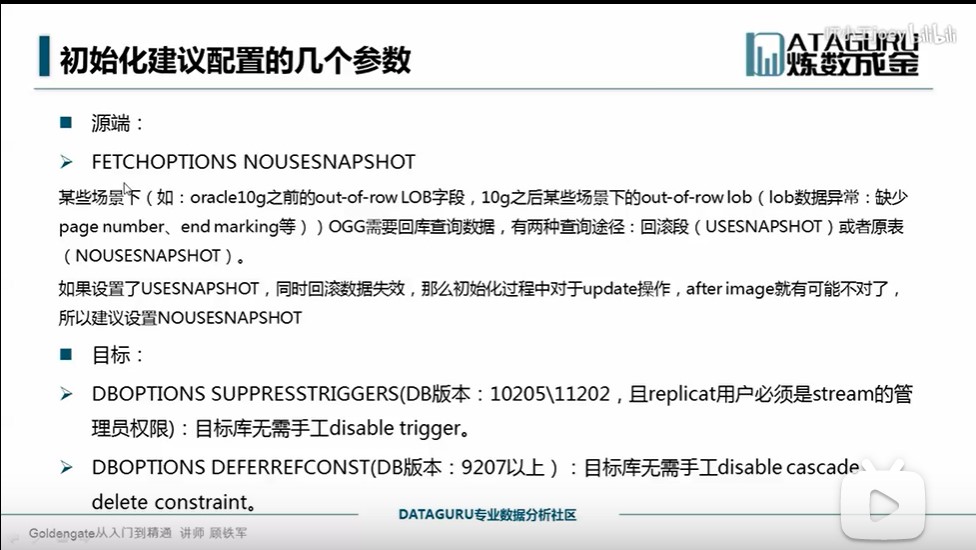 初始化建议配置的几个参数
ATAGURU
炼数成金
源端：
FETCHOPTIONS NOUSESNAPSHOT
某些场景下（如：oracle10g之前的out-of-row LOB字段，10g之后某些场景下的out-of-row lob（lob数据异常：缺少
page number、end marking等））OGG需要回库查询数据，有两种查询途径：回滚段（USESNAPSHOT）或者原表
（NOUSESNAPSHOT）。
如果设置了USESNAPSHOT，同时回滚数据失效，那么初始化过程中对于update操作，after image就有可能不对了，
所以建议设置NOUSESNAPSHOT
目标：
DBOPTIONS SUPPRESSTRIGGERS(DB版本：10205\11202，且replicat用户必须是stream的管
理员权限)：目标库无需手工disable trigger。
DBOPTIONS DEFERREFCONST(DB版本：9207以上）：目标库无需手工disable cascade
delete constraint。
DATAGURU专业数据分析社区
Goldengate从入门到精通 讲师 顾铁军